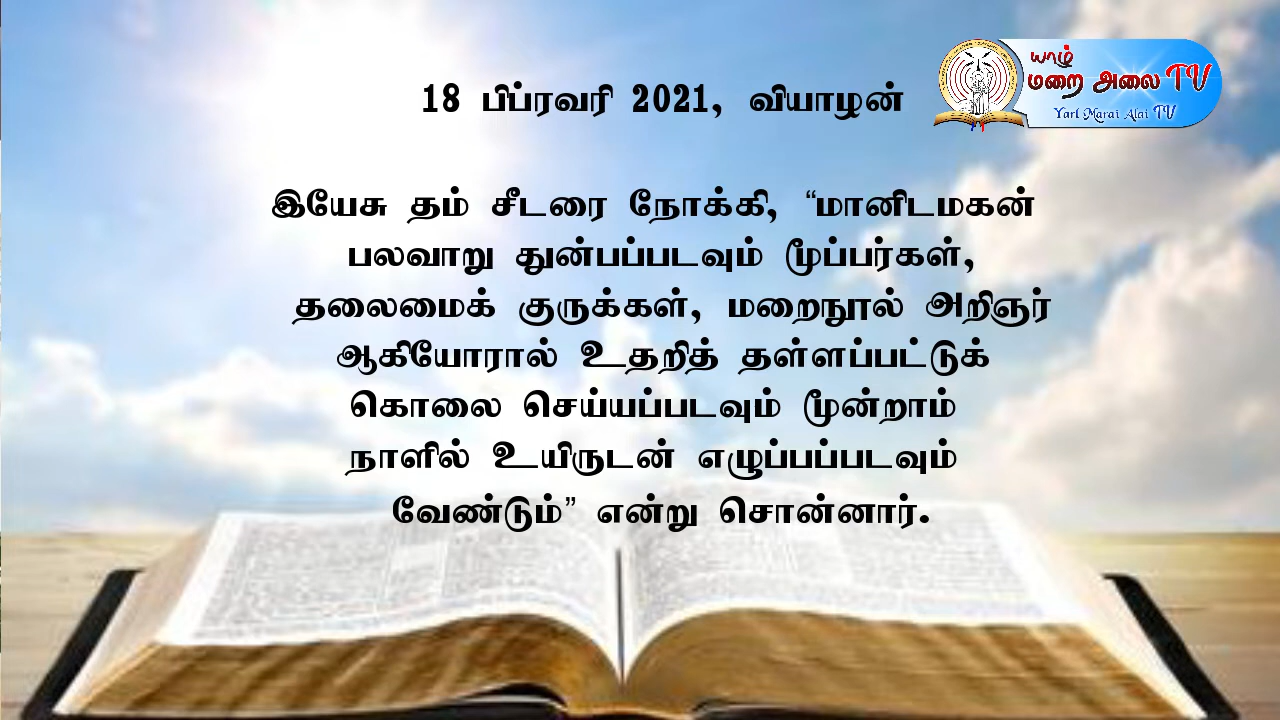 18 பிப்ரவரி 2021, வியாழன்
யாழ்
மறை அலை TV
Yarl Marai Alai TV
இயேசு தம் சீடரை நோக்கி, “மானிடமகன்
பலவாறு துன்பப்படவும் மூப்பர்கள்,
தலைமைக் குருக்கள், மறைநூல் அறிஞர்
ஆகியோரால் உதறித் தள்ளப்பட்டுக்
கொலை செய்யப்படவும் மூன்றாம்
நாளில் உயிருடன் எழுப்பப்படவும்
வேண்டும்” என்று சொன்னார்.